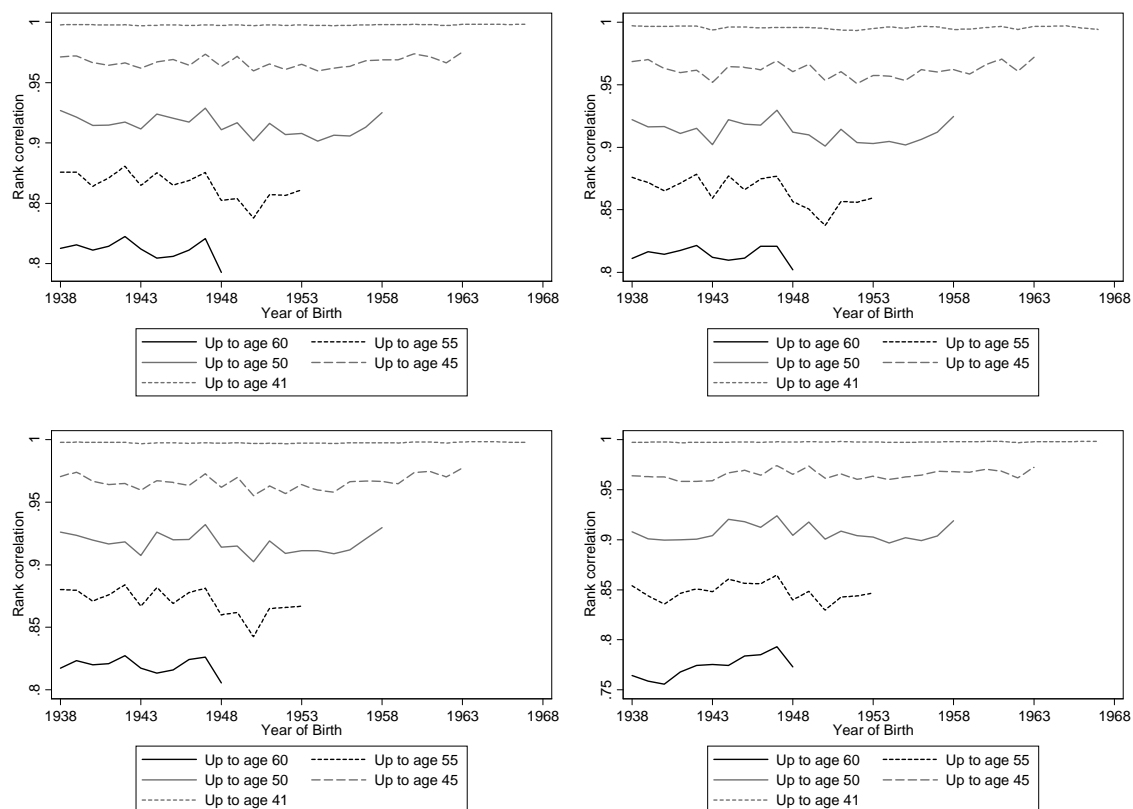 Rank correlation
1
.95
.9
.85
.8
1938 1943 1948 1953 1958 1963 1968
Year of Birth
Up to age 60 Up to age 55
Up to age 50 Up to age 45
Up to age 41
Rank correlation
1
.95
.9
.85
.8
1938 1943 1948 1953 1958 1963 1968
Year of Birth
Up to age 60 Up to age 55
Up to age 50 Up to age 45
Up to age 41
Rank correlation
1
.95
.9
.85
.8
1938 1943 1948 1953 1958 1963 1968
Year of Birth
Up to age 60 Up to age 55
Up to age 50 Up to age 45
Up to age 41
Rank correlation
1
.95
.9
.85
.8
.75
1938 1943 1948 1953 1958 1963 1968
Year of Birth
Up to age 60 Up to age 55
Up to age 50 Up to age 45
Up to age 41